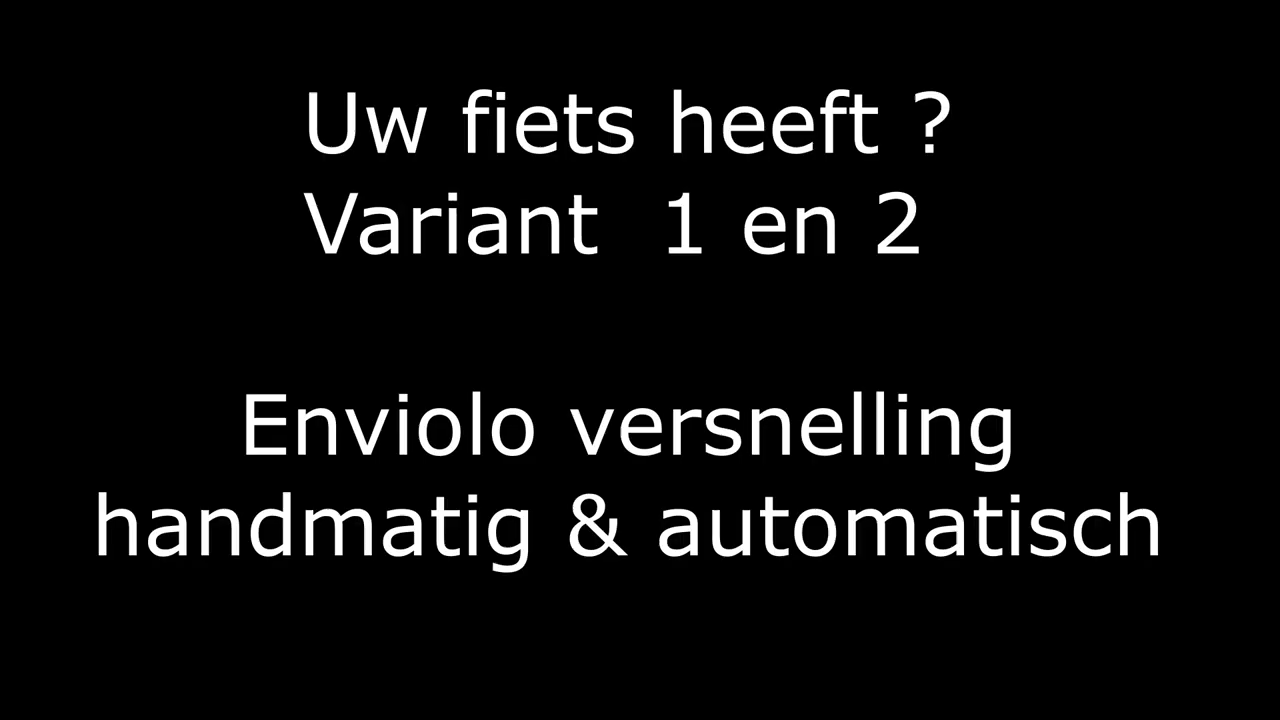 Uw fiets heeft ?
Variant 1 en 2
Enviolo versnelling
handmatig & automatisch